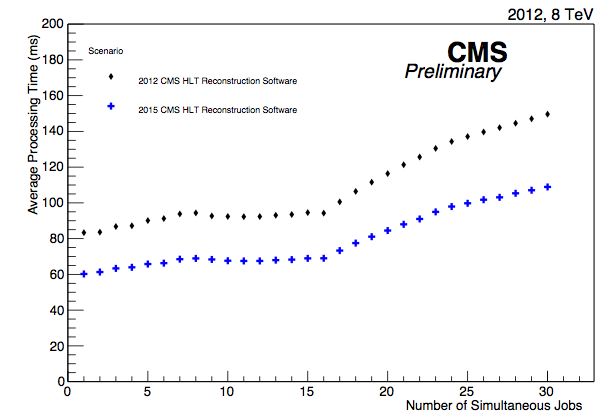 2012, 8 TeV
CMS
Preliminary
Scenario
2012 CMS HLT Reconstruction Software
2015 CMS HLT Reconstruction Software
Average Processing Time (ms)
200
180
160
140
120
100
80
60
40
20
0
0 5 10 15 20 25 30
Number of Simultaneous Jobs